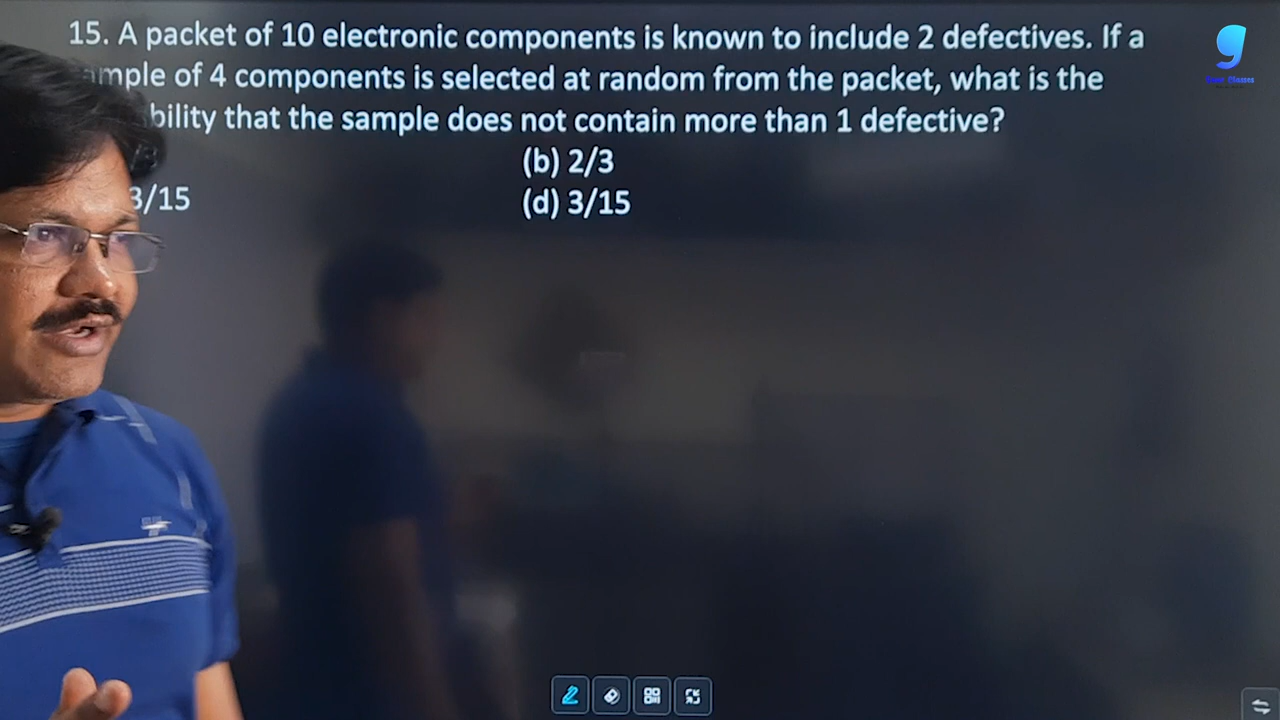 15. A packet of 10 electronic components is known to include 2 defectives. If a
of 4 components is selected at random from the packet, what is the
that the sample does not contain more than 1 defective?
(b) 2/3
3/15
(d) 3/15